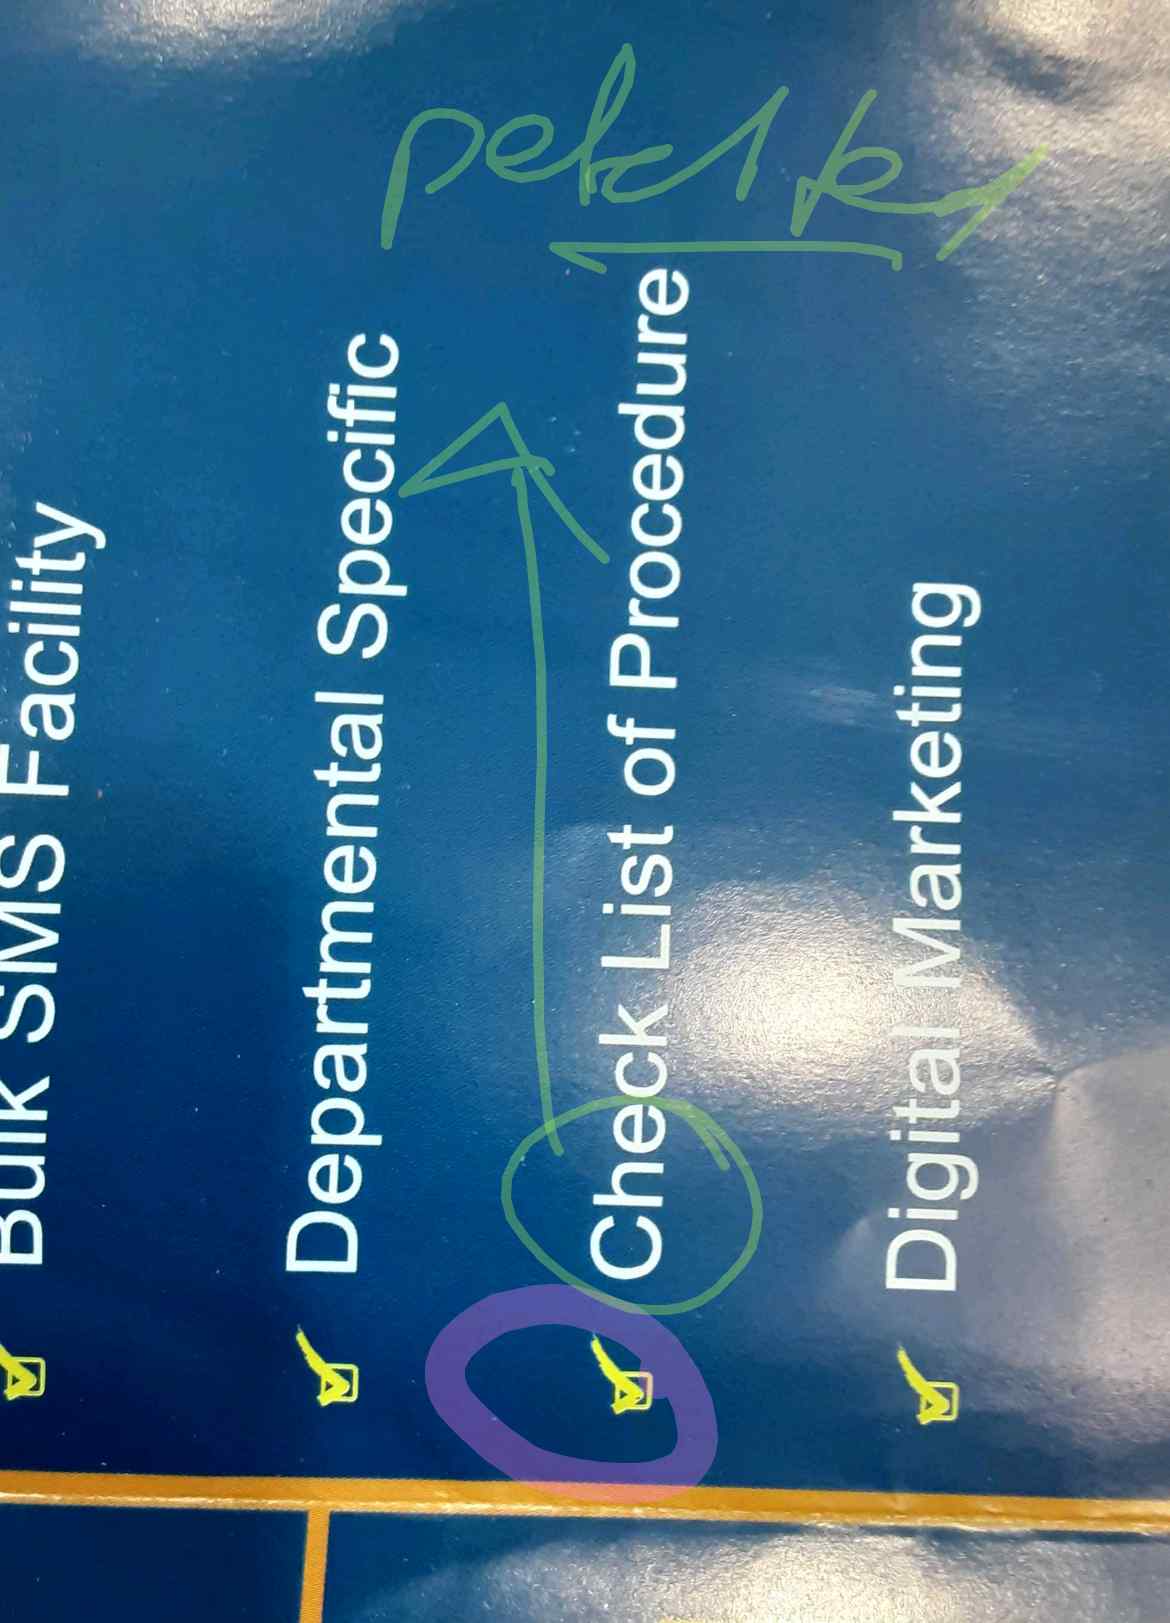 Bulk SMS Facility
Departmental Specific
Check List of Procedure
Digital Marketing